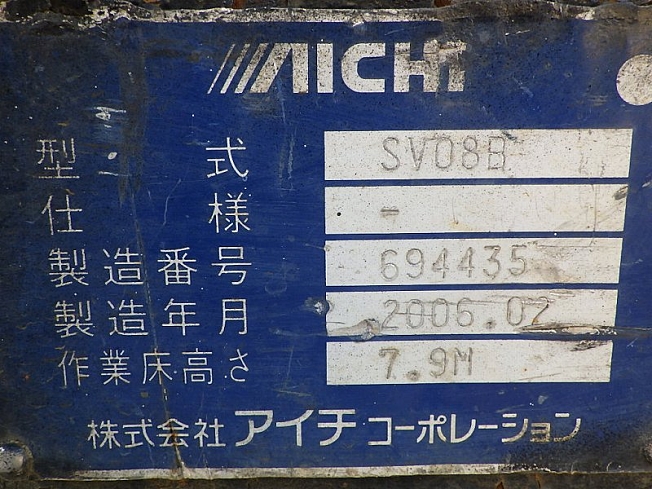 AICHI
型式 SV08B
仕様 -
製造番号 694435
製造年月 2006.02
作業床高さ 7.9M
株式会社 アイチ コーポレーション